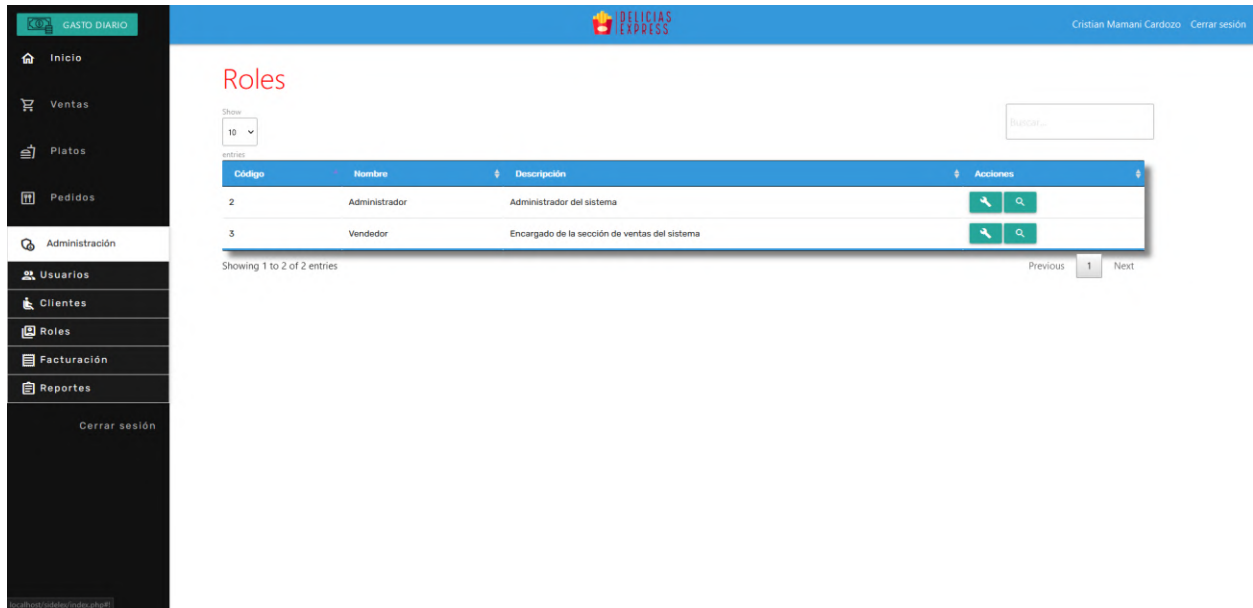 GASTO DIARIO
DELICIAS
EXPRESS
Cristian Mamani Cardozo Cerrar sesión
Inicio
Ventas
Platos
Pedidos
Administración
Usuarios
Clientes
Roles
Facturación
Reportes
Cerrar sesión
Roles
Show
10
entries
Buscar...
Código Nombre Descripción Acciones
2 Administrador Administrador del sistema
3 Vendedor Encargado de la sección de ventas del sistema
Showing 1 to 2 of 2 entries
Previous 1 Next
localhost/sidelex/index.php#!